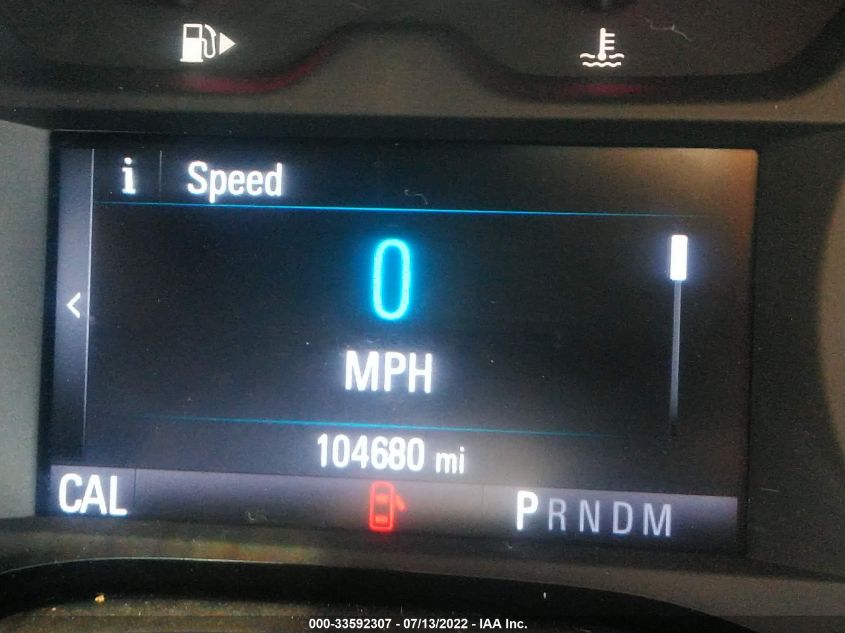 i Speed
0
MPH
104680 mi
CAL PRNDM
000-33592307 - 07/13/2022 - IAA Inc.